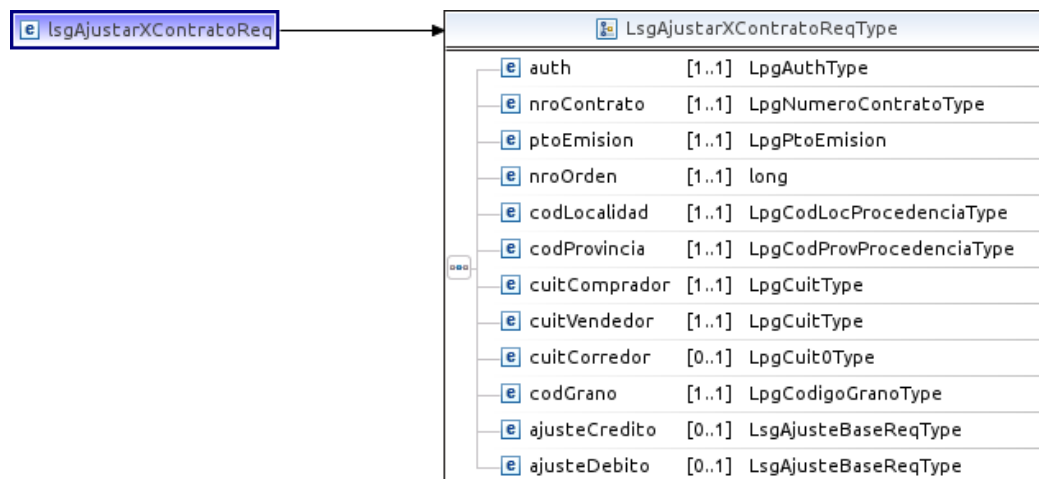 e lsgAjustarXContratoReq
LsgAjustarXContratoReqType
e auth [1..1] LpgAuthType
e nroContrato [1..1] LpgNumeroContratoType
e ptoEmision [1..1] LpgPtoEmision
e nroOrden [1..1] long
e codLocalidad [1..1] LpgCodLocProcedenciaType
e codProvincia [1..1] LpgCodProvProcedenciaType
e cuitComprador [1..1] LpgCuitType
e cuitVendedor [1..1] LpgCuitType
e cuitCorredor [0..1] LpgCuit0Type
e codGrano [1..1] LpgCodigoGranoType
e ajusteCredito [0..1] LsgAjusteBaseReqType
e ajusteDebito [0..1] LsgAjusteBaseReqType